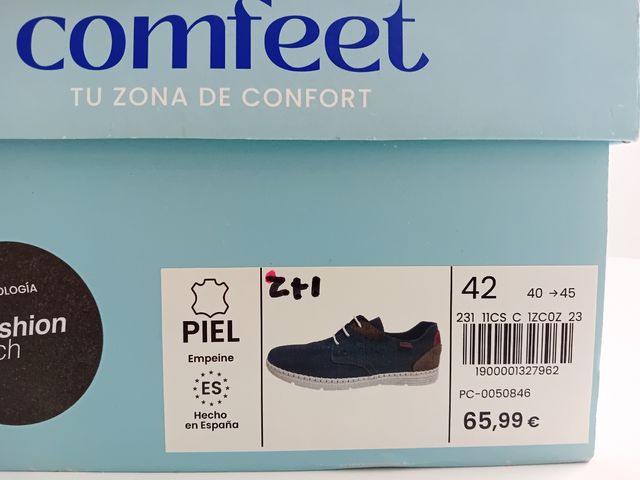 comfeet
TU ZONA DE CONFORT
OLOGÍA
shion
ch
PIEL
Empeine
ES
Hecho
en España
2+1
42
40 → 45
231 11CS C 1ZC0Z 23
1900001327962
PC-0050846
65,99 €